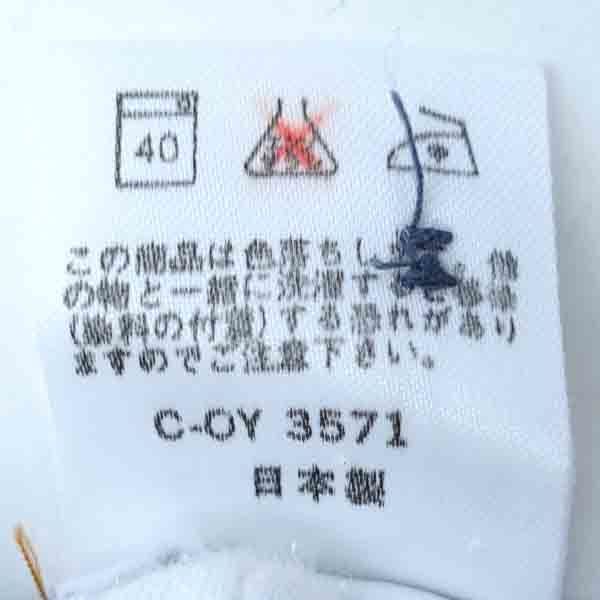 40
この商品は色落ちし 他
の物と一緒に洗濯す
(染料の付着)する恐れがあり
ますのでご注意下さい。
C-OY 3571
日本製